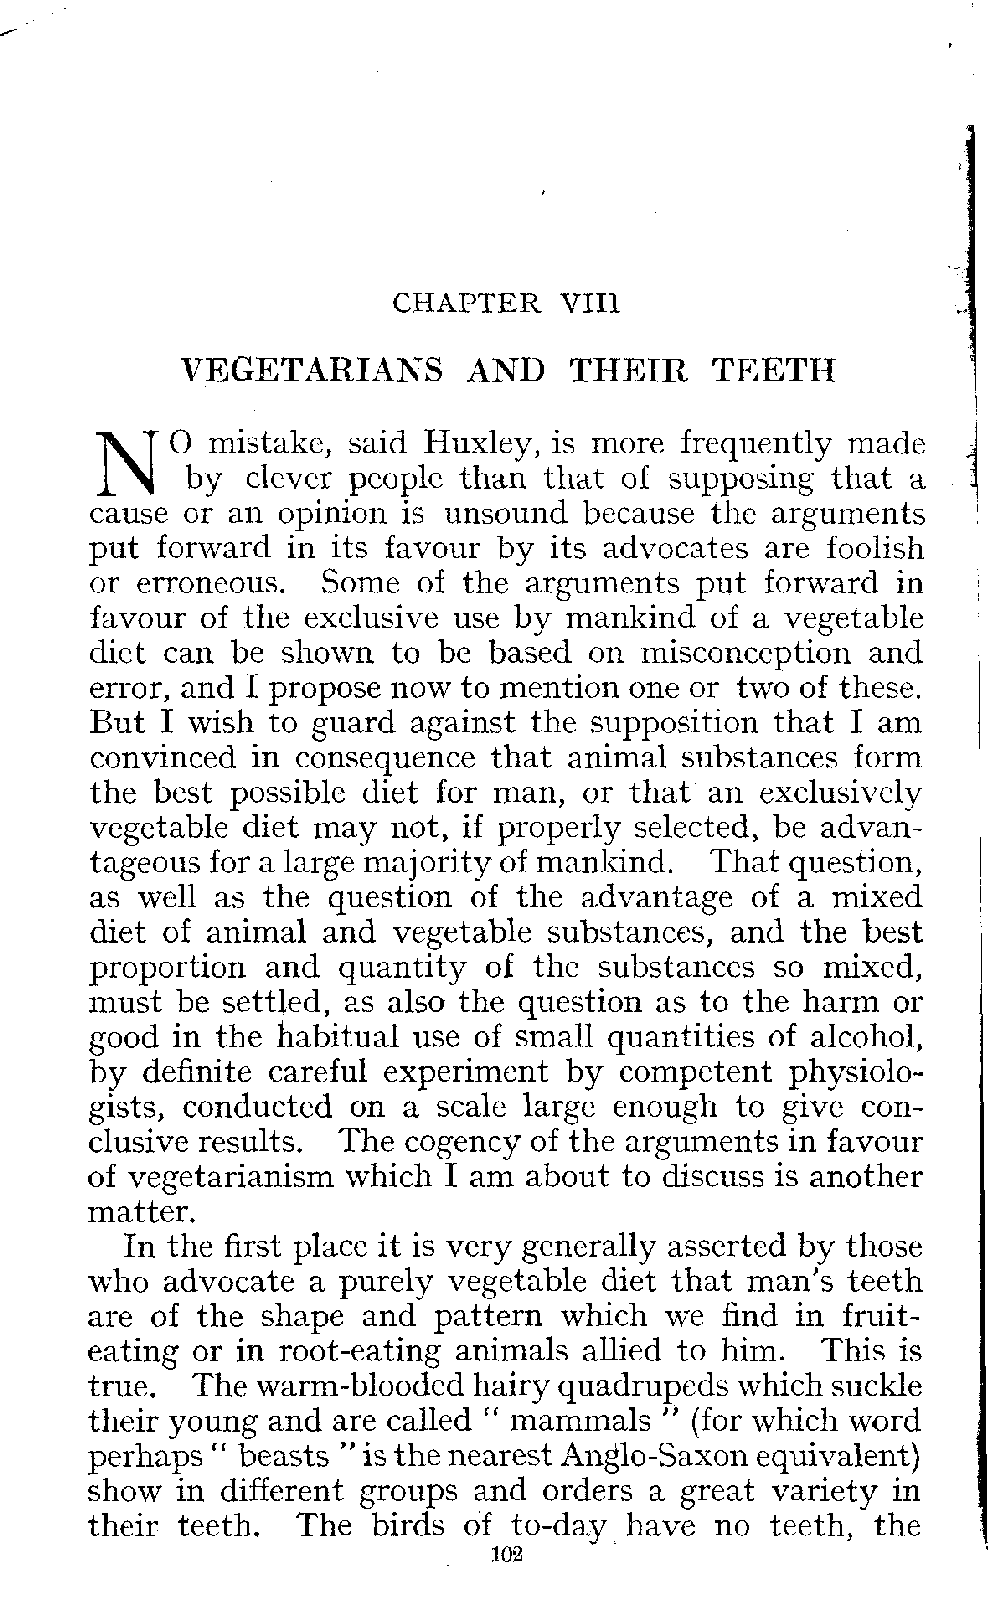 CHAPTER VIII
VEGETARIANS AND THEIR TEETH
NO mistake, said Huxley, is more frequently made
by clever people than that of supposing that a
cause or an opinion is unsound because the arguments
put forward in its favour by its advocates are foolish
or erroneous. Some of the arguments put forward in
favour of the exclusive use by mankind of a vegetable
diet can be shown to be based on misconception and
error, and I propose now to mention one or two of these.
But I wish to guard against the supposition that I am
convinced in consequence that animal substances form
the best possible diet for man, or that an exclusively
vegetable diet may not, if properly selected, be advan-
tageous for a large majority of mankind. That question,
as well as the question of the advantage of a mixed
diet of animal and vegetable substances, and the best
proportion and quantity of the substances so mixed,
must be settled, as also the question as to the harm or
good in the habitual use of small quantities of alcohol,
by definite careful experiment by competent physiolo-
gists, conducted on a scale large enough to give con-
clusive results. The cogency of the arguments in favour
of vegetarianism which I am about to discuss is another
matter.
In the first place it is very generally asserted by those
who advocate a purely vegetable diet that man's teeth
are of the shape and pattern which we find in fruit-
eating or in root-eating animals allied to him. This is
true. The warm-blooded hairy quadrupeds which suckle
their young and are called " mammals " (for which word
perhaps " beasts " is the nearest Anglo-Saxon equivalent)
show in different groups and orders a great variety in
their teeth. The birds of to-day have no teeth, the
102